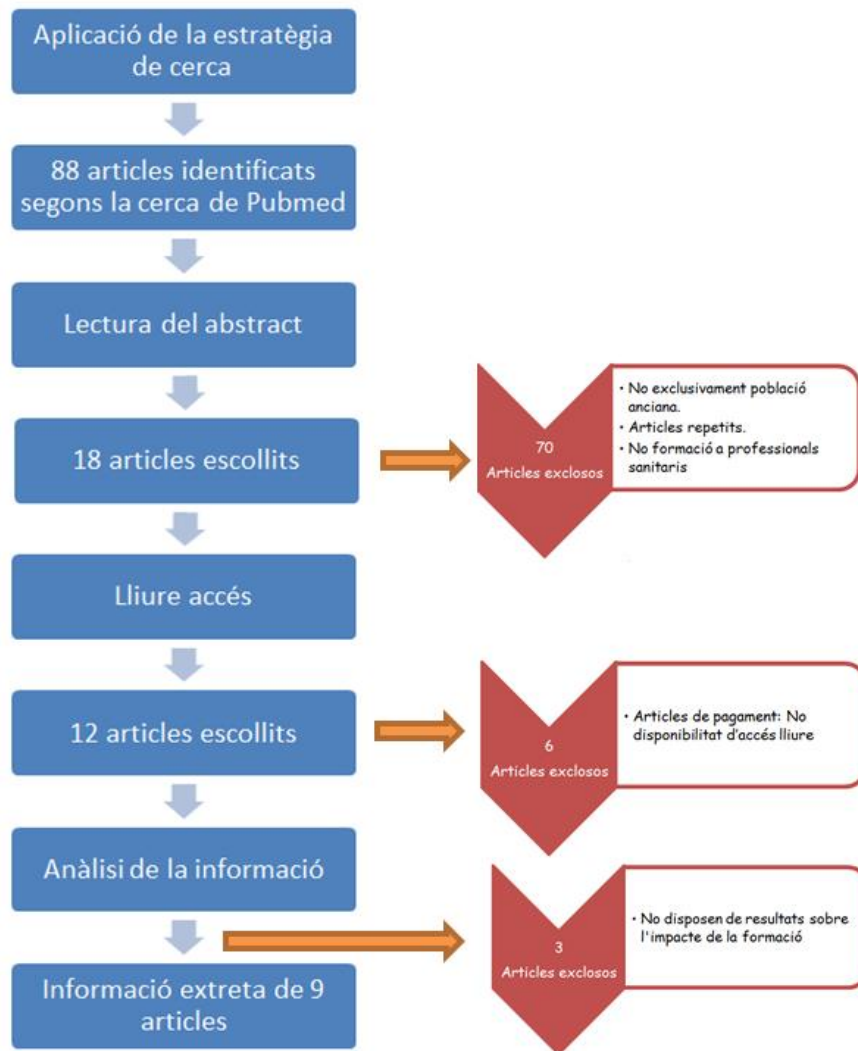 Aplicació de la estratègia
de cerca
88 articles identificats
segons la cerca de Pubmed
Lectura del abstract
18 articles escollits
70
Articles exclosos
• No exclusivament població
anciana.
• Articles repetits.
• No formació a professionals
sanitaris
Lliure accés
12 articles escollits
6
Articles exclosos
• Articles de pagament: No
disponibilitat d'accés lliure
Anàlisi de la informació
3
Articles exclosos
• No disposen de resultats sobre
l'impacte de la formació
Informació extreta de 9
articles